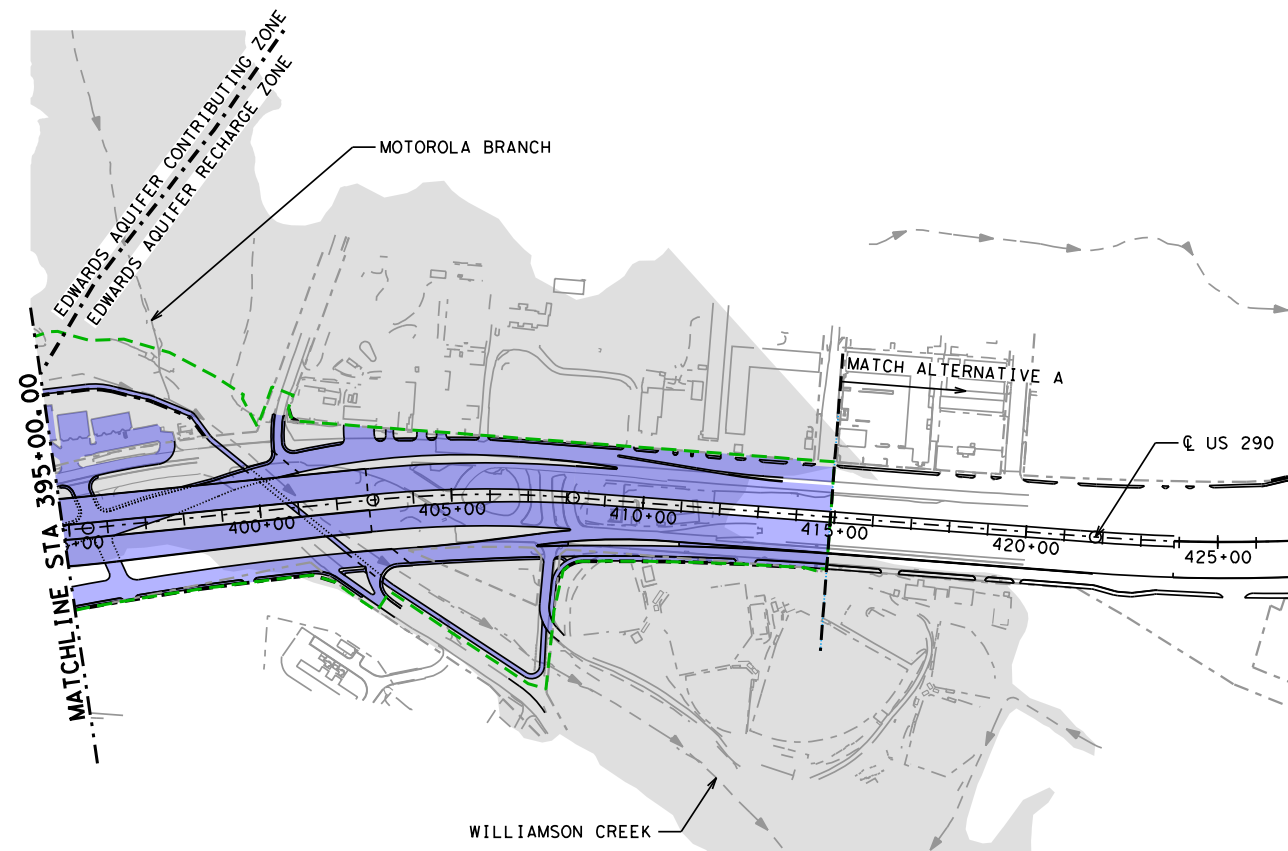 EDWARDS AQUIFER CONTRIBUTING ZONE
EDWARDS AQUIFER RECHARGE ZONE
MOTOROLA BRANCH
MATCH ALTERNATIVE A
MATCHLINE STA 395+00.00
℄ US 290
+00
400+00
405+00
410+00
415+00
420+00
425+00
WILLIAMSON CREEK